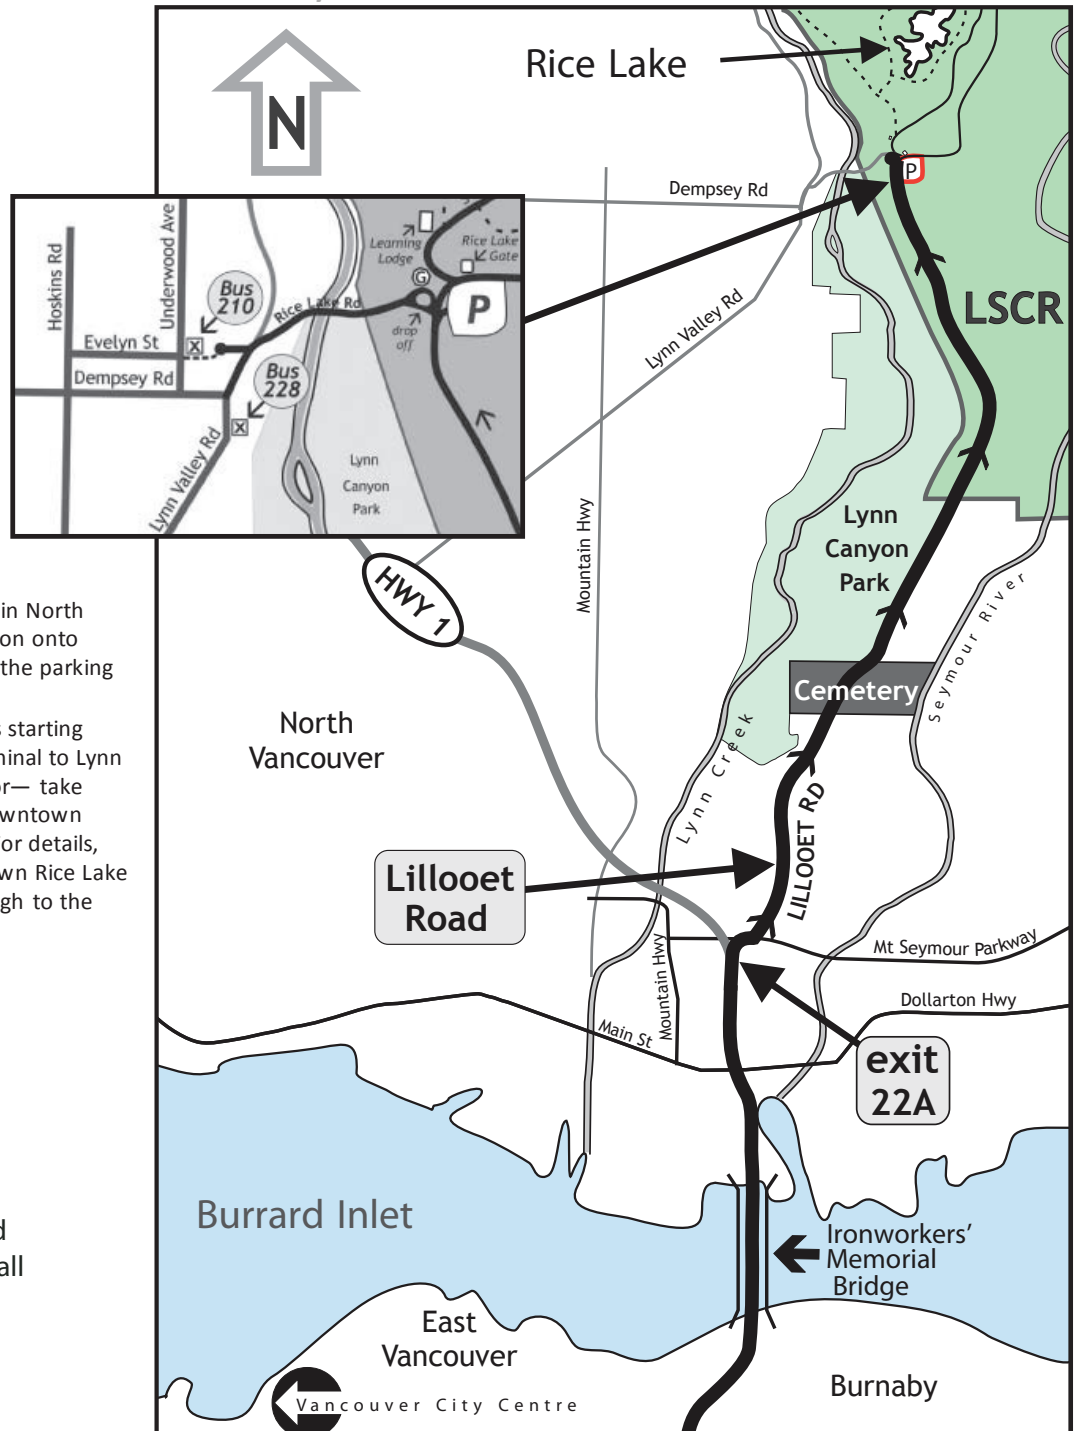 Rice Lake
N
Dempsey Rd
P
LSCR
Lynn Valley Rd
Mountain Hwy
Hoskins Rd
Underwood Ave
Bus
210
Evelyn St
Dempsey Rd
Bus
228
Lynn Valley Rd
Rice Lake Rd
Learning
Lodge
G
drop
off
Rice Lake
Gate
P
Lynn
Canyon
Park
HWY 1
Lynn
Canyon
Park
Seymour River
Cemetery
in North
on onto
the parking
s starting
minal to Lynn
or— take
owntown
For details,
wn Rice Lake
gh to the
North
Vancouver
Lynn Creek
LILLOOET RD
Lillooet
Road
Mountain Hwy
Mt Seymour Parkway
Dollarton Hwy
Main St
exit
22A
Burrard Inlet
Ironworkers'
Memorial
Bridge
d
all
East
Vancouver
Burnaby
Vancouver City Centre